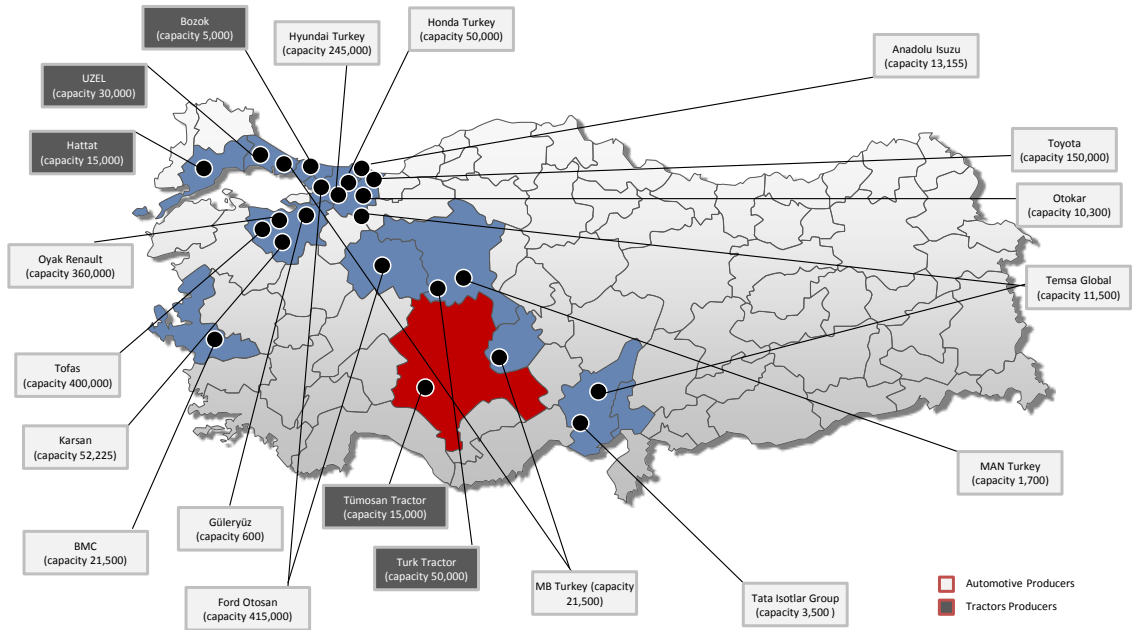 Bozok
(capacity 5,000)
Hyundai Turkey
(capacity 245,000)
Honda Turkey
(capacity 50,000)
Anadolu Isuzu
(capacity 13,155)
UZEL
(capacity 30,000)
Hattat
(capacity 15,000)
Toyota
(capacity 150,000)
Otokar
(capacity 10,300)
Oyak Renault
(capacity 360,000)
Temsa Global
(capacity 11,500)
Tofas
(capacity 400,000)
Karsan
(capacity 52,225)
MAN Turkey
(capacity 1,700)
Tümosan Tractor
(capacity 15,000)
Güleryüz
(capacity 600)
BMC
(capacity 21,500)
Turk Tractor
(capacity 50,000)
MB Turkey (capacity
21,500)
Ford Otosan
(capacity 415,000)
Tata Isotlar Group
(capacity 3,500 )
Automotive Producers
Tractors Producers